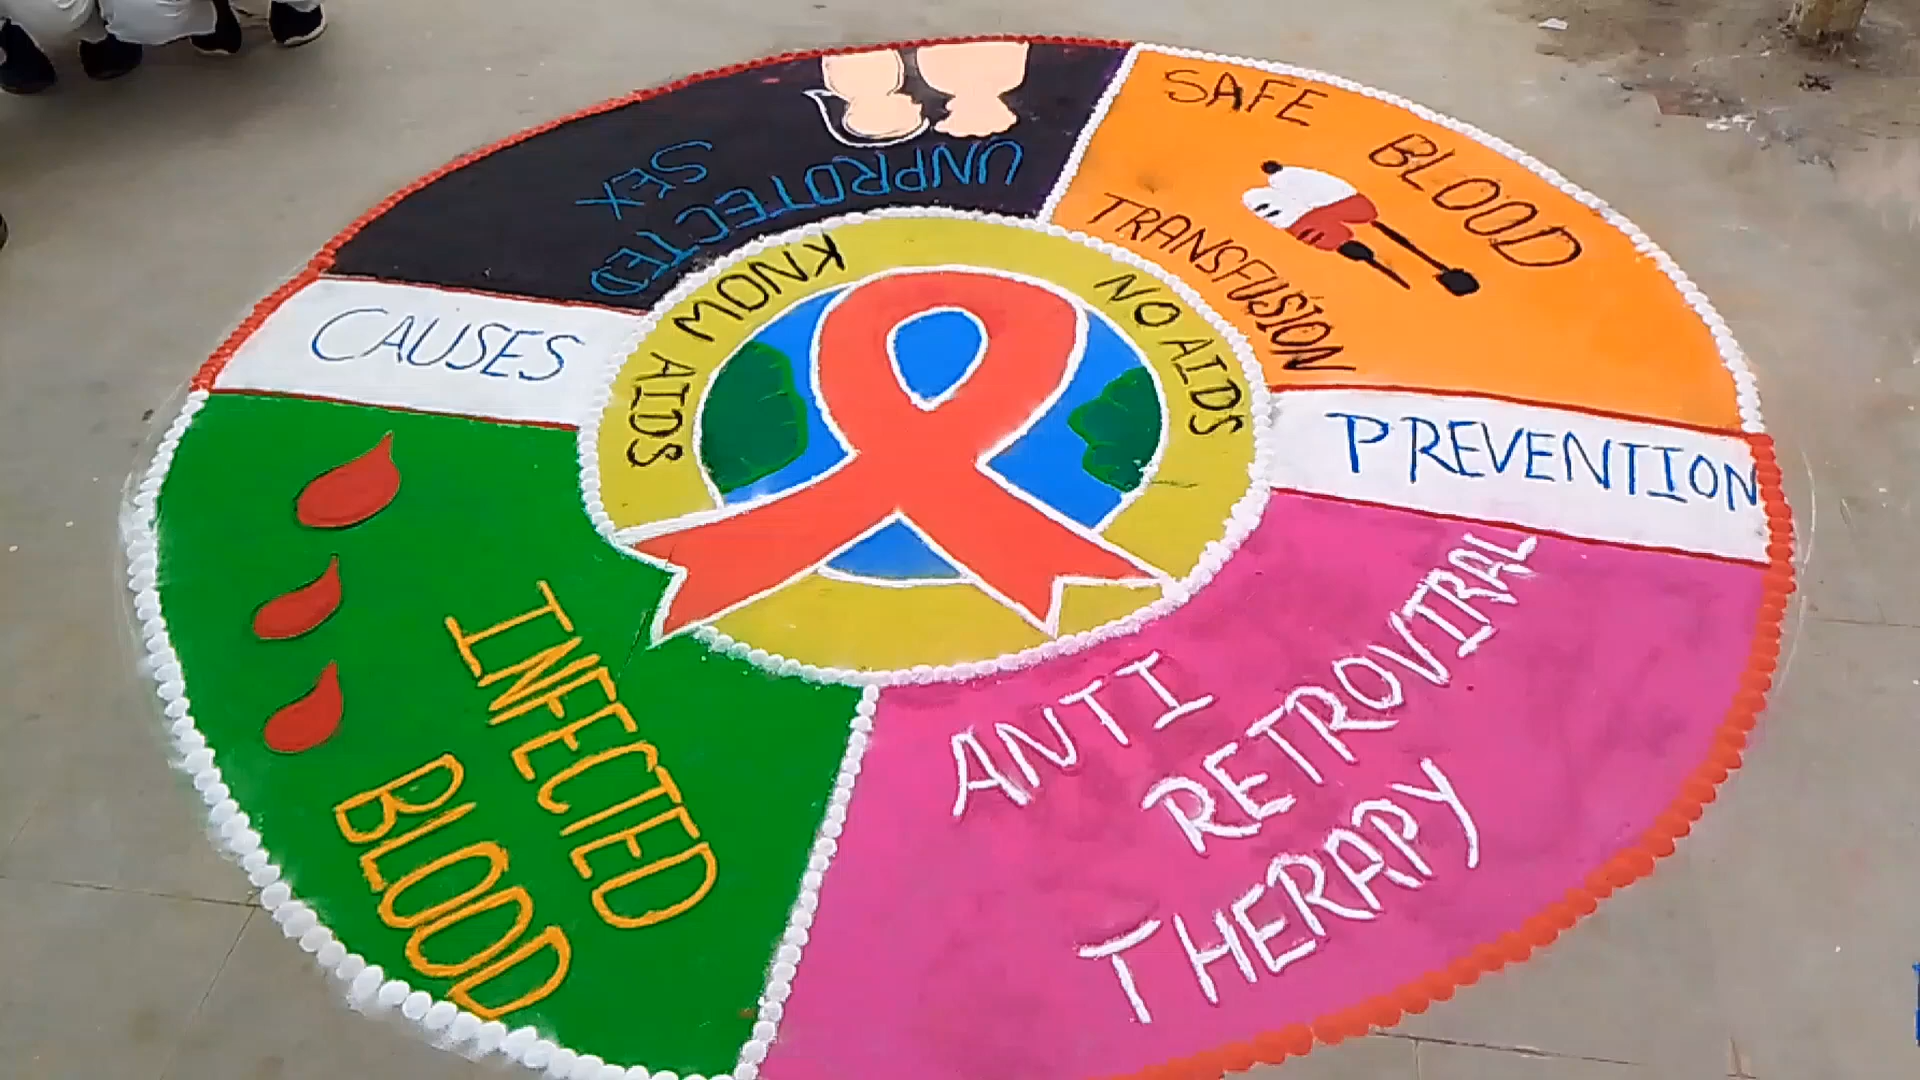 SAFE
BLOOD
TRANSFUSION
UNPROTECTED
SEX
KNOW AIDS
NO AIDS
CAUSES
PREVENTION
INFECTED
BLOOD
ANTI
RETROVIRAL
THERAPY